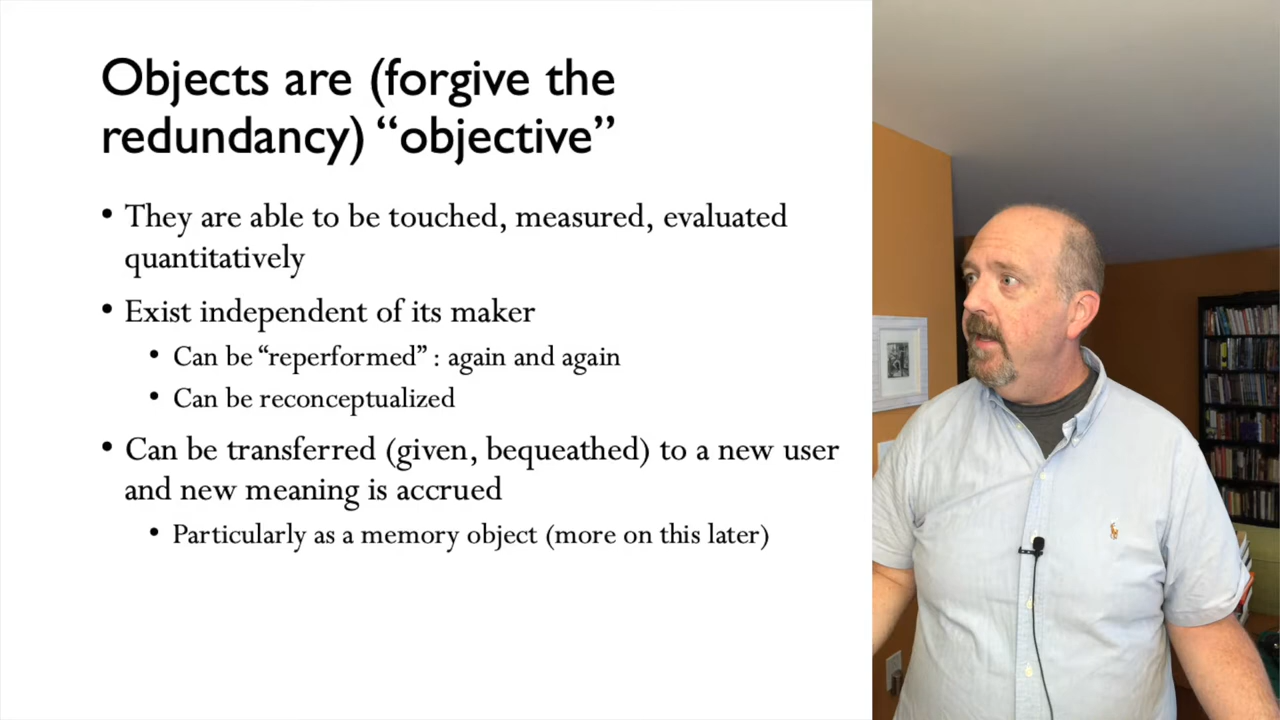 Objects are (forgive the
redundancy) “objective”
• They are able to be touched, measured, evaluated
quantitatively
• Exist independent of its maker
• Can be “reperformed” : again and again
• Can be reconceptualized
• Can be transferred (given, bequeathed) to a new user
and new meaning is accrued
• Particularly as a memory object (more on this later)